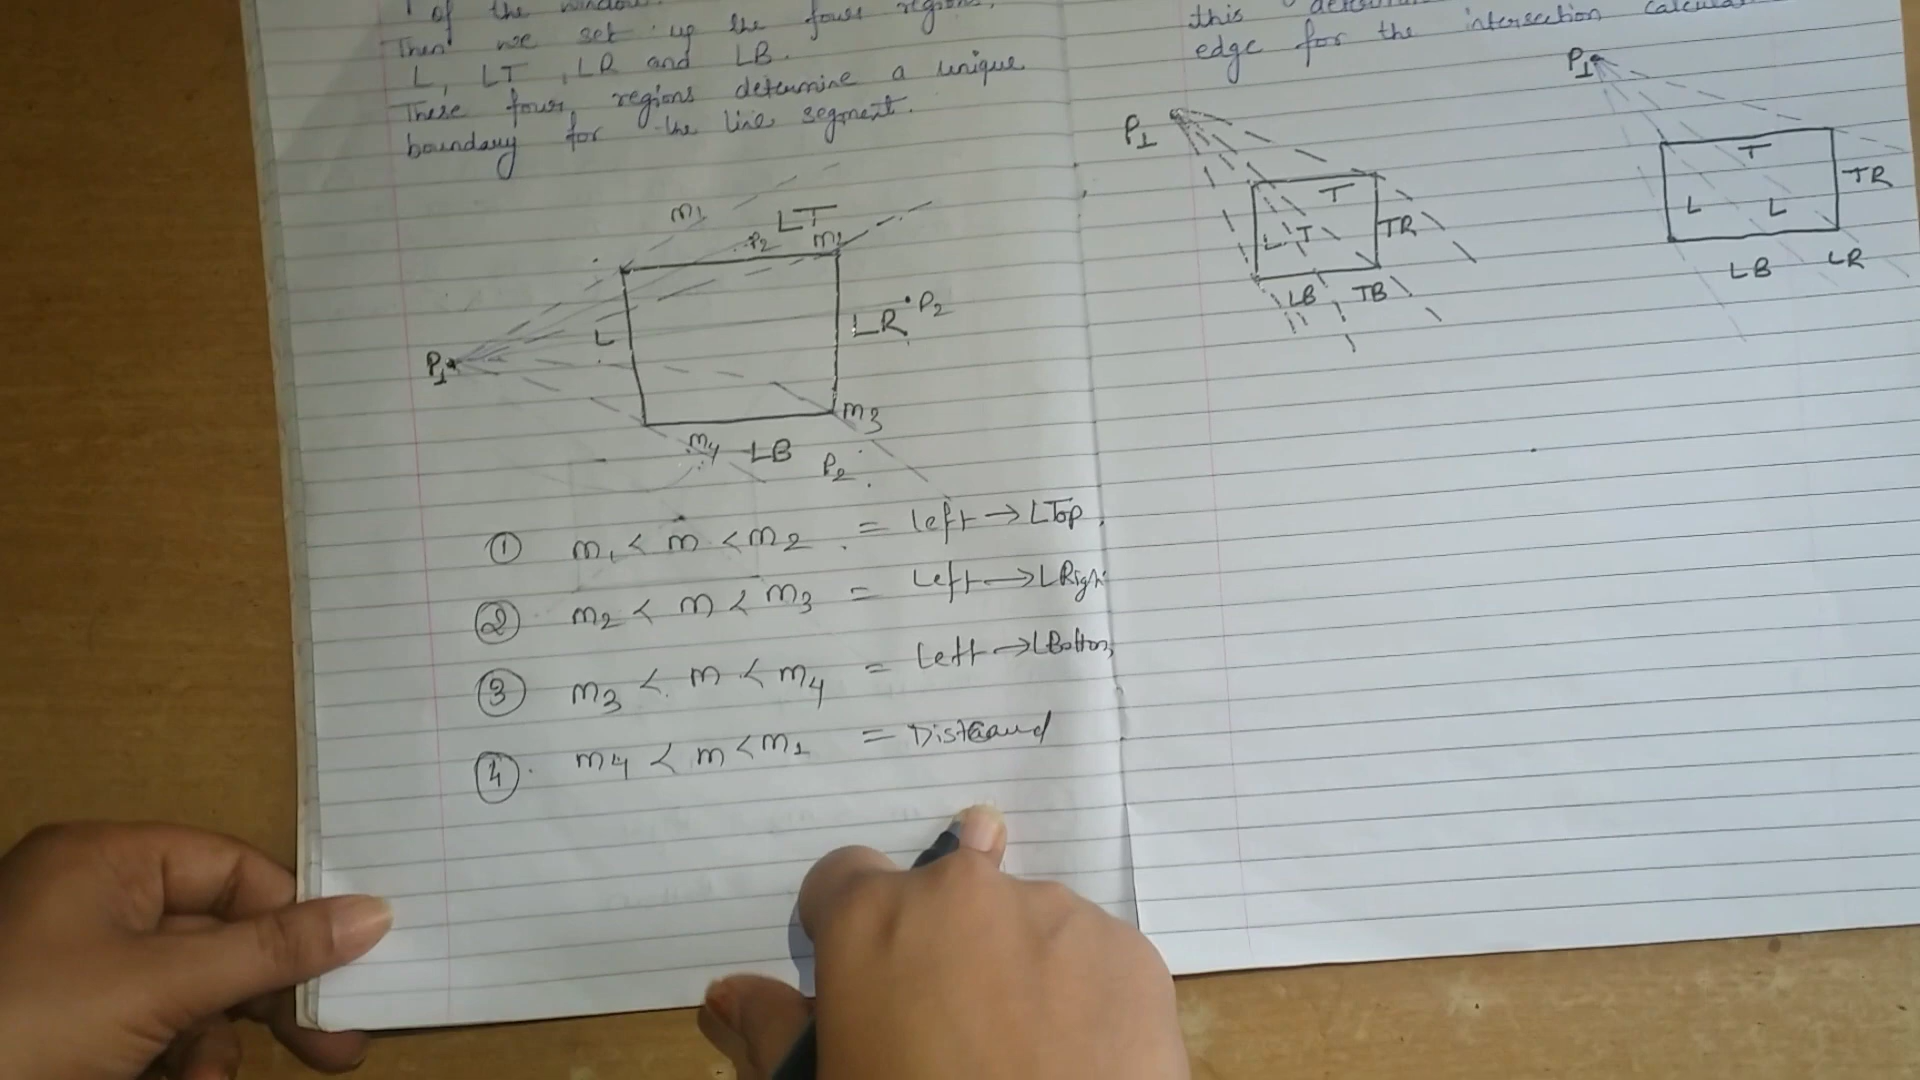 of the window.
Then we set up the four regions,
L, LT, LR and LB.
These four regions determine a unique
boundary for the line segment.
m1
LT
P2
m2
L
LR
P2
P1
m3
m4
LB
P2
① m1 < m < m2 = left → LTop
② m2 < m < m3 = Left → LRigh
③ m3 < m < m4 = Left → LBottom
④ m4 < m < m1 =
this
edge for the intersection
P1
T
L
T
TR
LB
TB
P1
T
L
L
TR
LB
LR